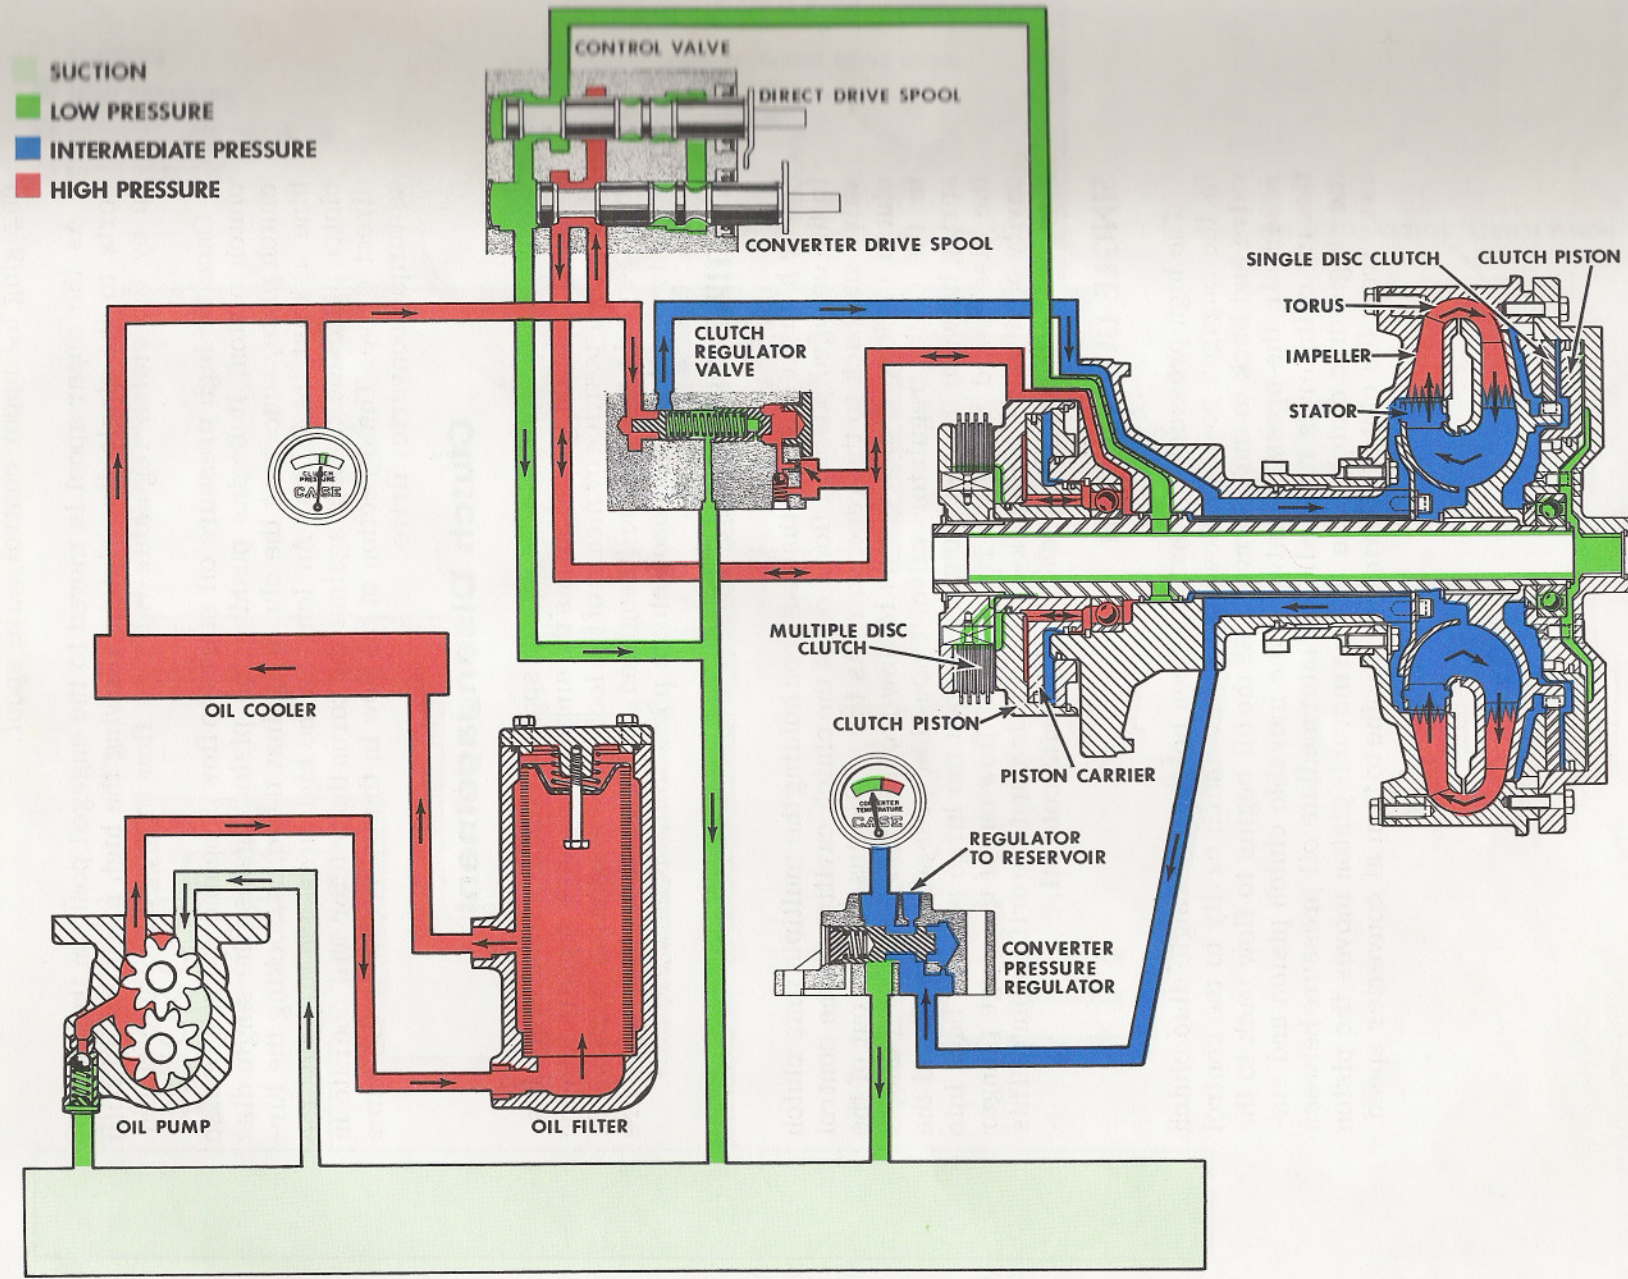 SUCTION
LOW PRESSURE
INTERMEDIATE PRESSURE
HIGH PRESSURE
CONTROL VALVE
DIRECT DRIVE SPOOL
CONVERTER DRIVE SPOOL
CLUTCH
REGULATOR
VALVE
SINGLE DISC CLUTCH
CLUTCH PISTON
TORUS
IMPELLER
STATOR
CLUTCH
PRESSURE
CASE
MULTIPLE DISC
CLUTCH
CLUTCH PISTON
PISTON CARRIER
OIL COOLER
CONVERTER
TEMPERATURE
CASE
REGULATOR
TO RESERVOIR
CONVERTER
PRESSURE
REGULATOR
OIL PUMP
OIL FILTER